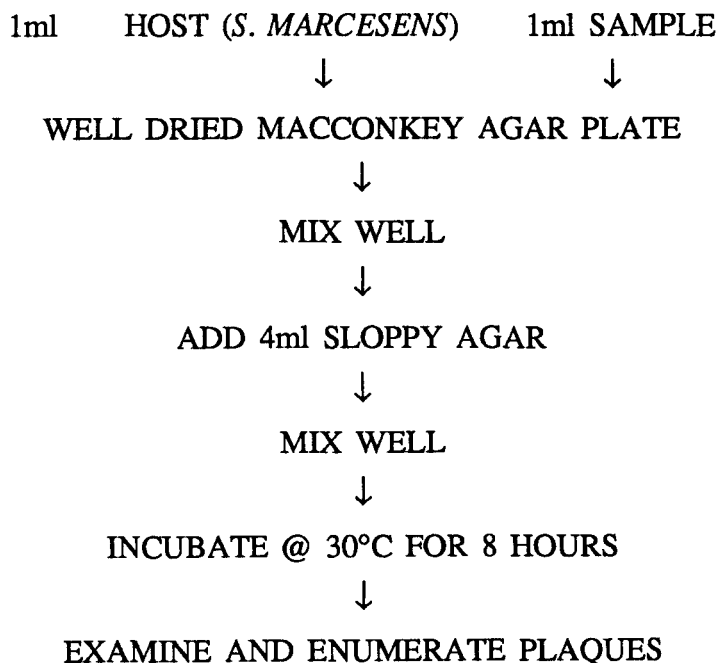 1ml HOST (S. MARCESENS) 1ml SAMPLE
↓ ↓
WELL DRIED MACCONKEY AGAR PLATE
↓
MIX WELL
↓
ADD 4ml SLOPPY AGAR
↓
MIX WELL
↓
INCUBATE @ 30°C FOR 8 HOURS
↓
EXAMINE AND ENUMERATE PLAQUES